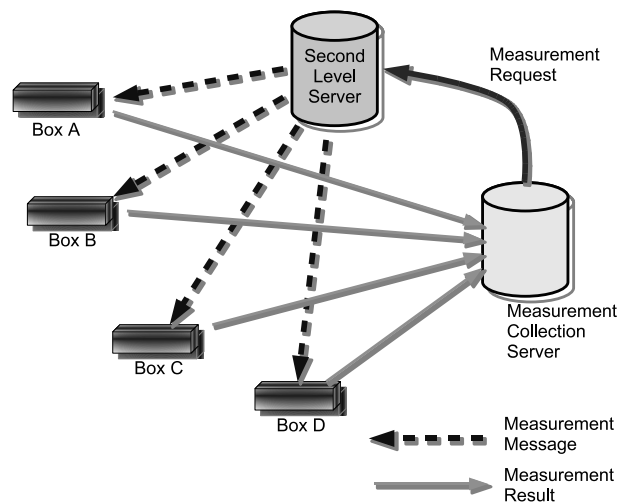 Second
Level
Server
Measurement
Request
Box A
Box B
Measurement
Collection
Server
Box C
Box D
Measurement
Message
Measurement
Result